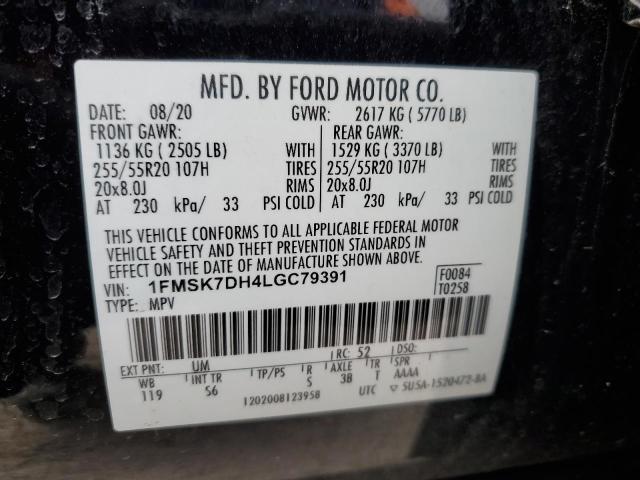 MFD. BY FORD MOTOR CO.
DATE: 08/20 GVWR: 2617 KG ( 5770 LB)
FRONT GAWR: REAR GAWR:
1136 KG ( 2505 LB) WITH 1529 KG ( 3370 LB) WITH
255/55R20 107H TIRES 255/55R20 107H TIRES
20x8.0J RIMS 20x8.0J RIMS
AT 230 kPa/ 33 PSI COLD AT 230 kPa/ 33 PSI COLD
THIS VEHICLE CONFORMS TO ALL APPLICABLE FEDERAL MOTOR
VEHICLE SAFETY AND THEFT PREVENTION STANDARDS IN
EFFECT ON THE DATE OF MANUFACTURE SHOWN ABOVE.
VIN: 1FMSK7DH4LGC79391 F0084
TYPE: MPV T0258
EXT PNT: UM RC: 52 DSO:
WB INT TR TP/PS R AXLE TR SPR
119 S6 S 3B T AAAA
1202008123958 UTC 5U5A-1520472-BA